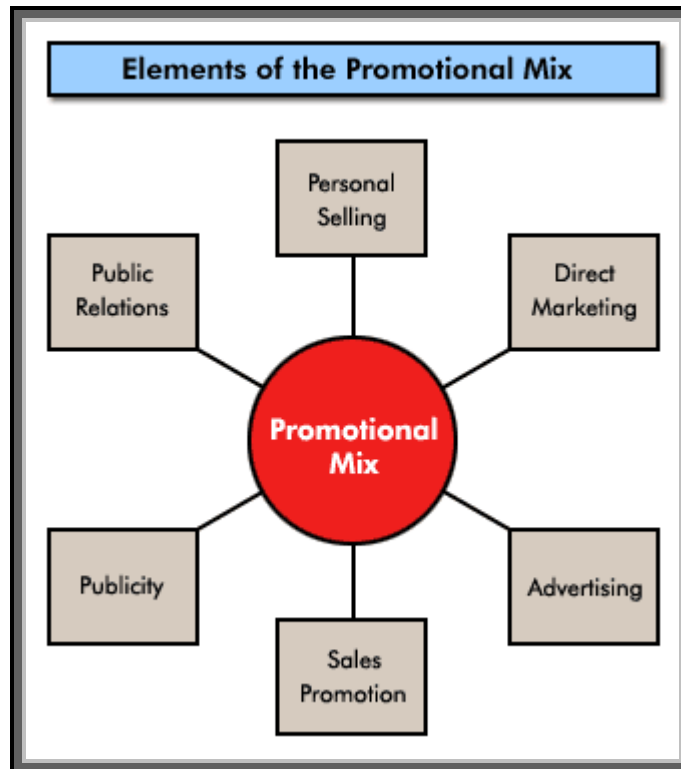 Elements of the Promotional Mix
Personal
Selling
Public
Relations
Direct
Marketing
Promotional
Mix
Publicity
Advertising
Sales
Promotion